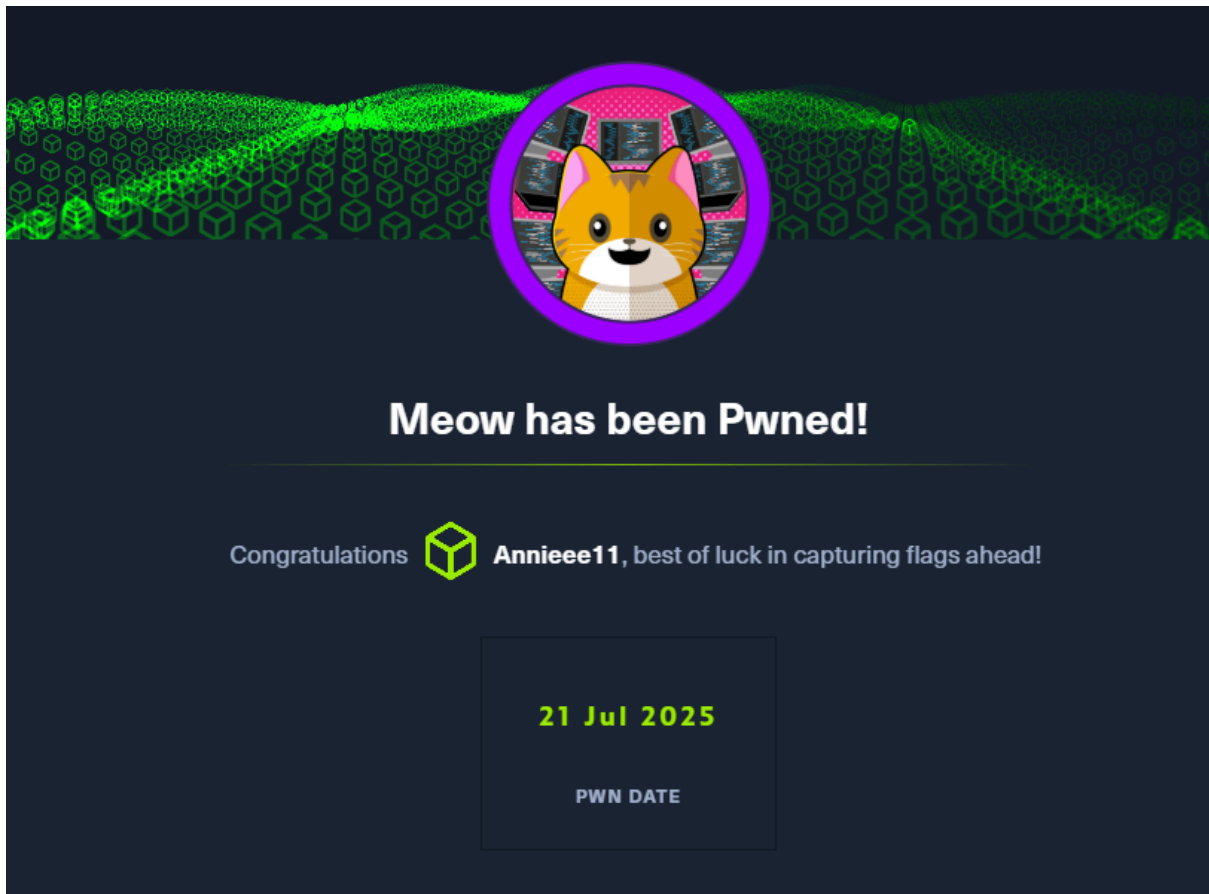 Meow has been Pwned!
Congratulations Annieee11, best of luck in capturing flags ahead!
21 Jul 2025
PWN DATE